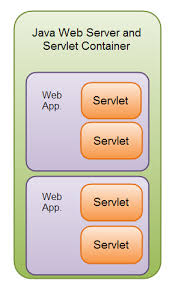 Java Web Server and
Servlet Container
Web
App.
Servlet
Servlet
Web
App.
Servlet
Servlet